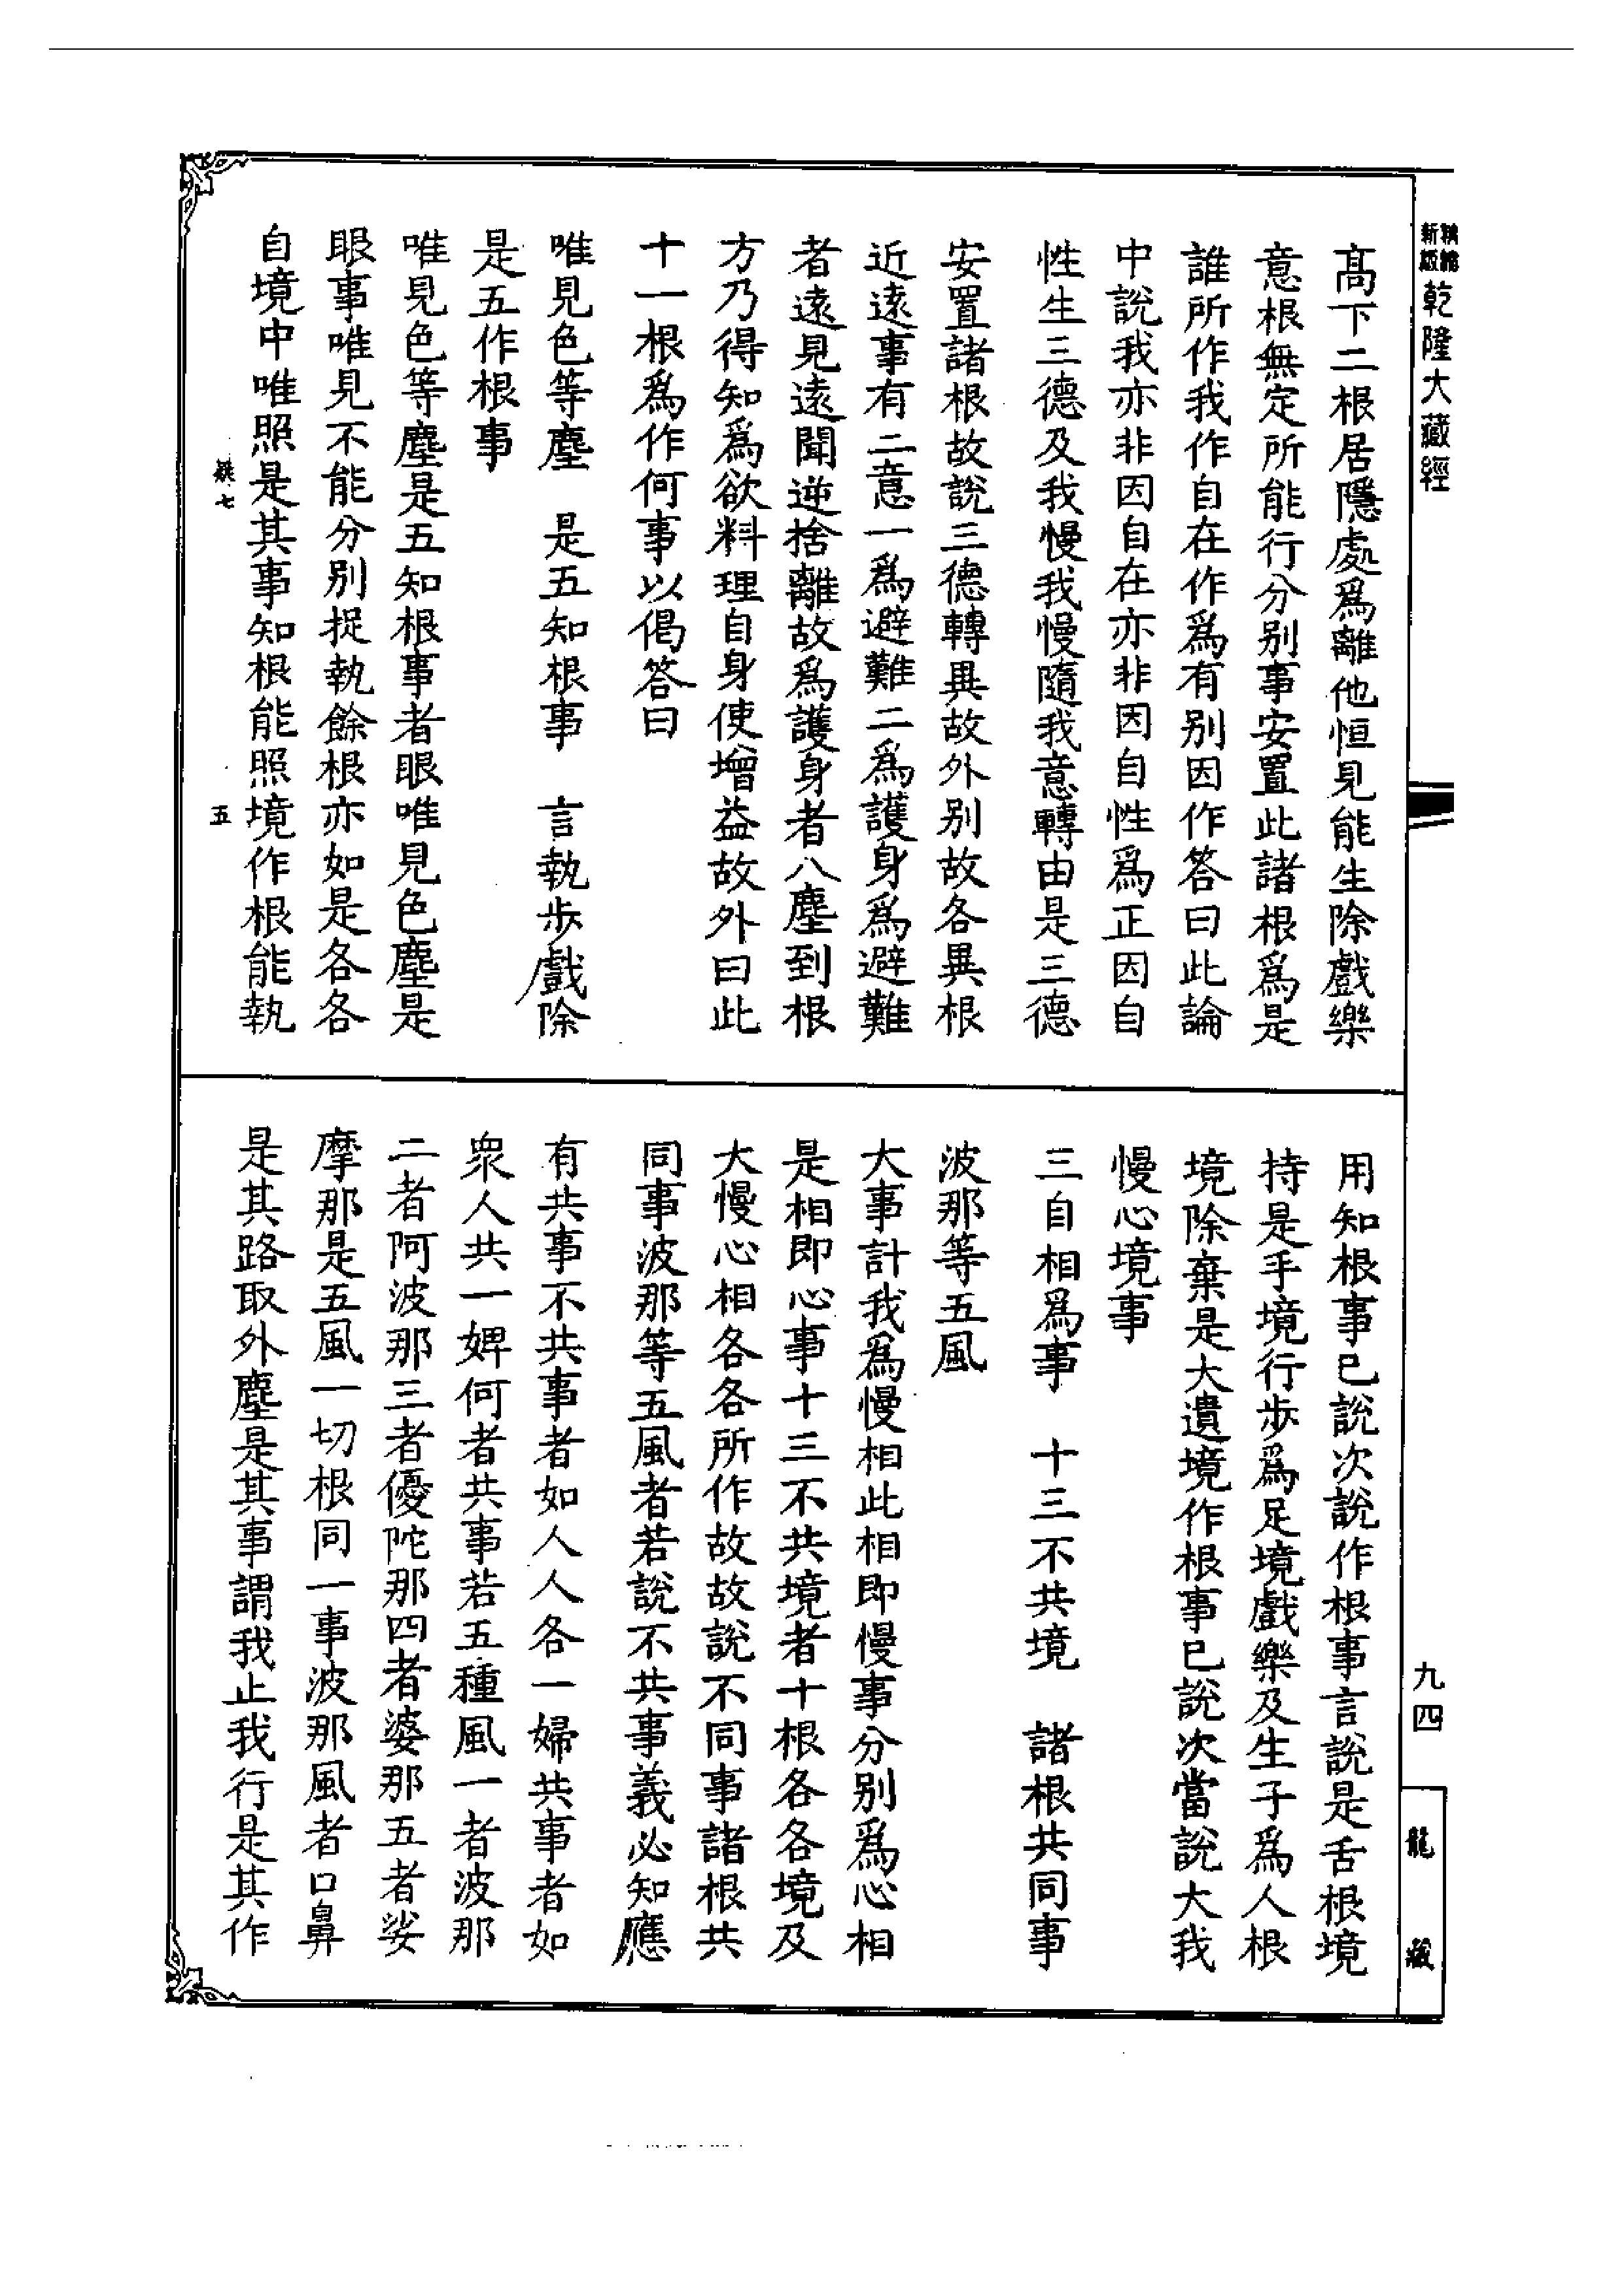 新版精縮乾隆大藏經
高下二根居隱處爲離他恒見能生除戲樂
意根無定所能行分别事安置此諸根爲是
誰所作我作自在作爲有别因作答曰此論
中說我亦非因自在亦非因自性爲正因自
性生三德及我慢我慢隨我意轉由是三德
安置諸根故說三德轉異故外别故各異根
近遠事有二意一爲避難二爲護身爲避難
者遠見遠聞逆捨離故爲護身者八塵到根
方乃得知爲欲料理自身使增益故外曰此
十一根爲作何事以偈答曰
唯見色等塵　是五知根事　言執歩戲除
是五作根事
唯見色等塵是五知根事者眼唯見色塵是
眼事唯見不能分别捉執餘根亦如是各各
自境中唯照是其事知根能照境作根能執
七
五
用知根事已說次說作根事言說是舌根境
持是手境行歩爲足境戲樂及生子爲人根
境除棄是大遺境作根事已說次當說大我
慢心境事
三自相爲事　十三不共境　諸根共同事
波那等五風
大事計我爲慢相此相即慢事分别爲心相
是相即心事十三不共境者十根各各境及
大慢心相各各所作故故說不同事諸根共
同事波那等五風者若說不共事義必知應
有共事不共事者如人人各一婦共事者如
衆人共一婢何者共事若五種風一者波那
二者阿波那三者優陀那四者婆那五者娑
摩那是五風一切根同一事波那風者口鼻
是其路取外塵是其事謂我止我行是其作
九四
龍藏